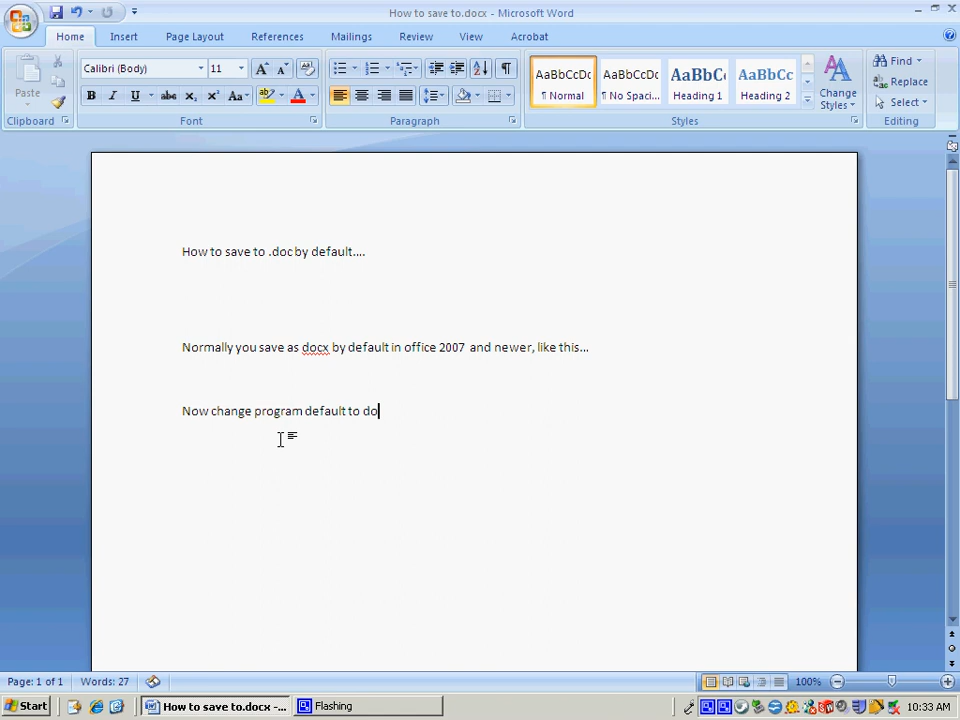 How to save to.docx - Microsoft Word
Home Insert Page Layout References Mailings Review View Acrobat
Paste
Clipboard
Calibri (Body) 11
B I U abc x₂ x² Aa
Font
Paragraph
AaBbCcDc AaBbCcDc AaBbC AaBbCc
¶ Normal ¶ No Spaci... Heading 1 Heading 2
Change Styles
Styles
Find
Replace
Select
Editing
How to save to .doc by default....
Normally you save as docx by default in office 2007 and newer, like this...
Now change program default to do
Page: 1 of 1 Words: 27 100%
Start How to save to.docx -... Flashing 10:33 AM